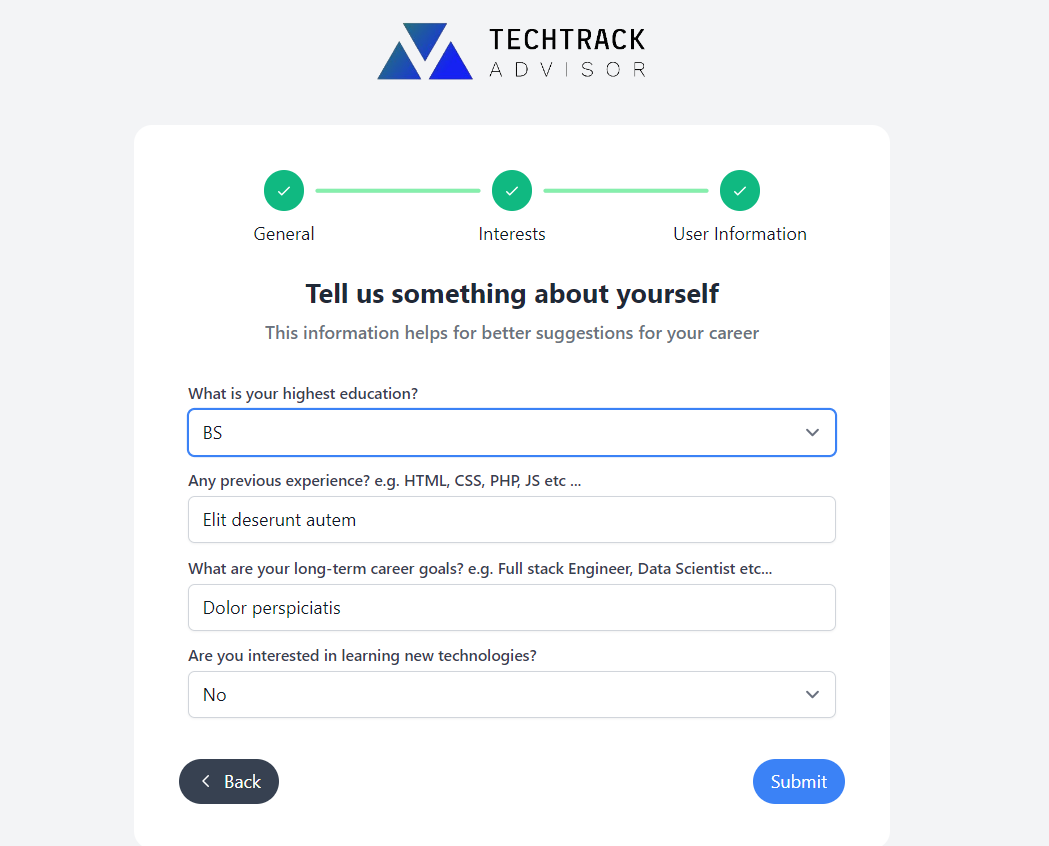 TECHTRACK
ADVISOR
General
Interests
User Information
Tell us something about yourself
This information helps for better suggestions for your career
What is your highest education?
BS
Any previous experience? e.g. HTML, CSS, PHP, JS etc ...
Elit deserunt autem
What are your long-term career goals? e.g. Full stack Engineer, Data Scientist etc...
Dolor perspiciatis
Are you interested in learning new technologies?
No
Back
Submit